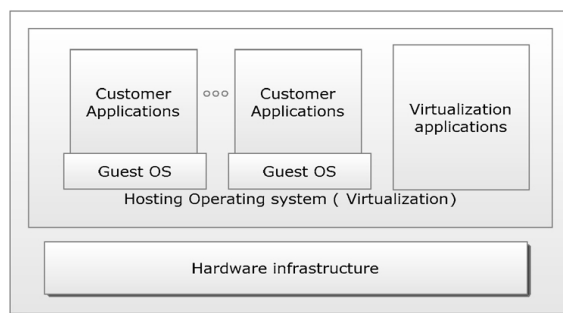 Customer
Applications
Customer
Applications
Virtualization
applications
Guest OS
Guest OS
Hosting Operating system ( Virtualization)
Hardware infrastructure